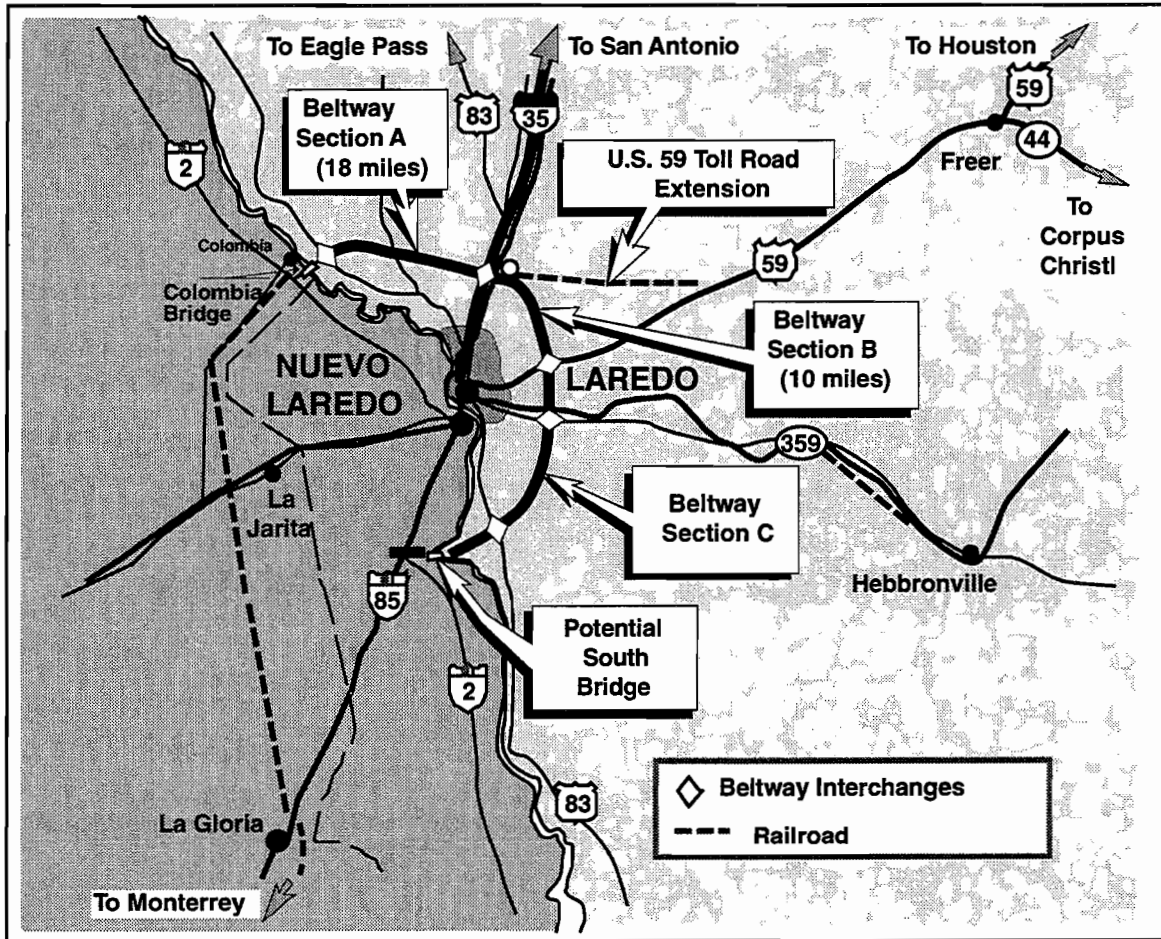 To Eagle Pass
To San Antonio
To Houston
59
Beltway
Section A
(18 miles)
83
35
2
U.S. 59 Toll Road
Extension
44
Freer
To
Corpus
Christi
Colombia
59
Colombia
Bridge
Beltway
Section B
(10 miles)
NUEVO
LAREDO
LAREDO
359
La
Jarita
Beltway
Section C
Hebbronville
85
Potential
South
Bridge
2
83
Beltway Interchanges
Railroad
La Gloria
To Monterrey